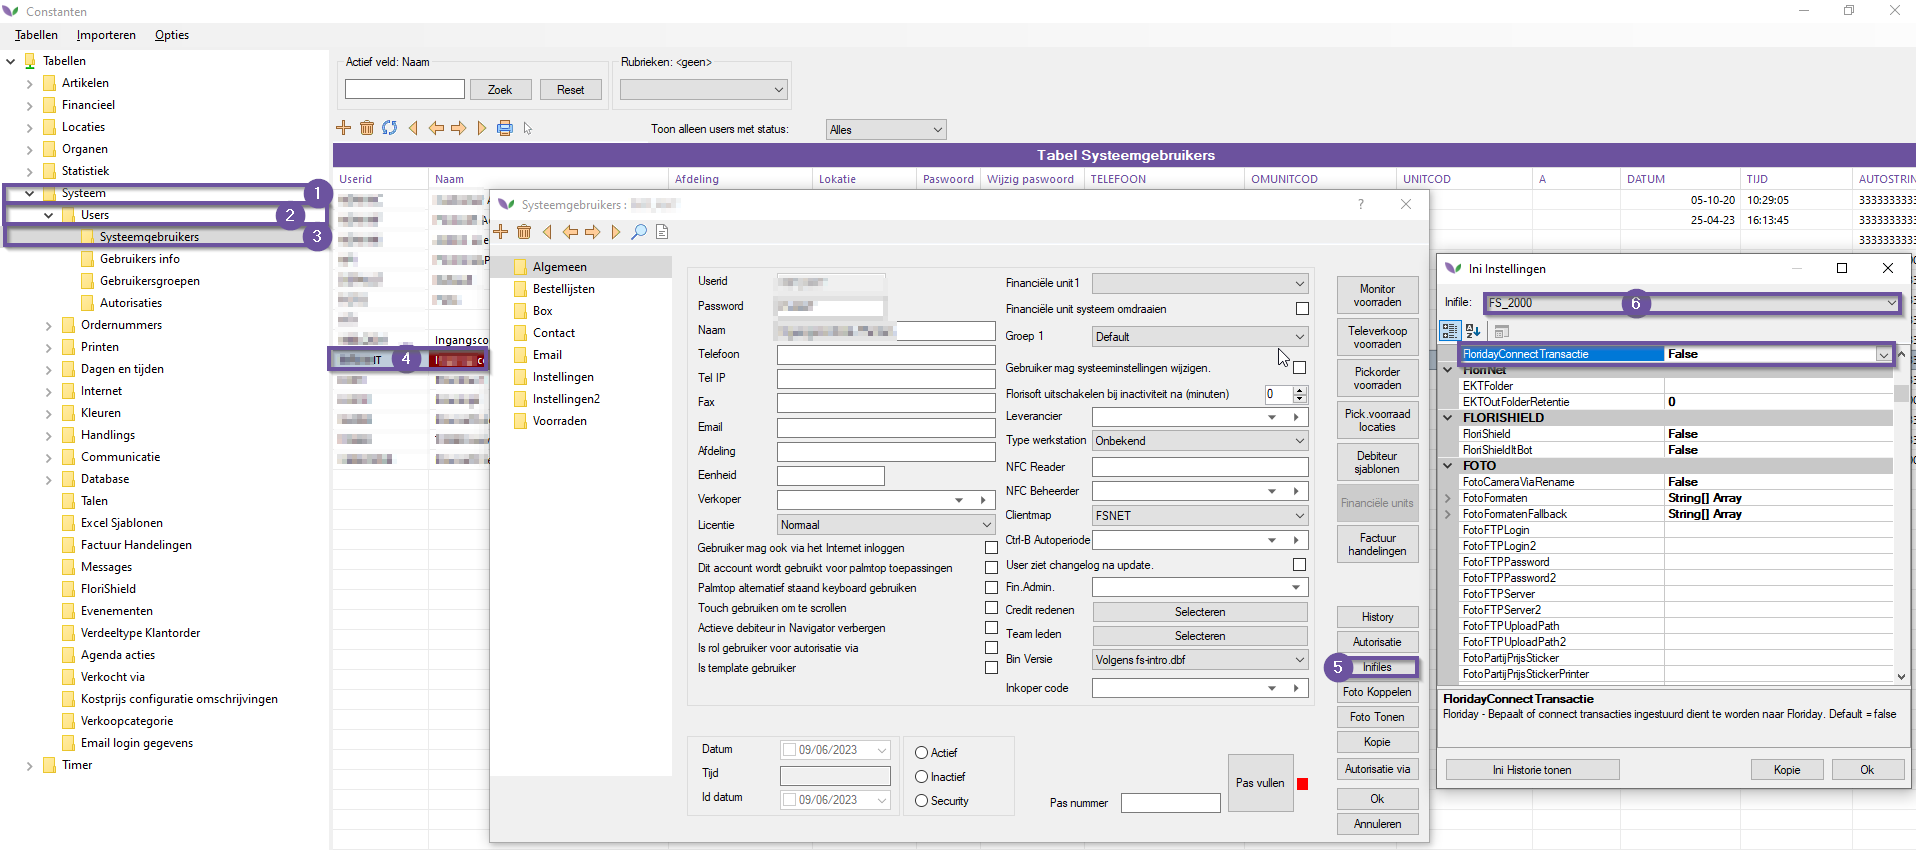 Constanten
Tabellen Importeren Opties
Tabellen
Artikelen
Financieel
Locaties
Organen
Statistiek
Systeem 1
Users 2
Systeemgebruikers 3
Gebruikers info
Gebruikersgroepen
Autorisaties
Ordernummers
Printen
Dagen en tijden
Internet
Kleuren
Handlings
Communicatie
Database
Talen
Excel Sjablonen
Factuur Handelingen
Messages
FloriShield
Evenementen
Verdeeltype Klantorder
Agenda acties
Verkocht via
Kostprijs configuratie omschrijvingen
Verkoopcategorie
Email login gegevens
Timer
Actief veld: Naam
Zoek Reset
Rubrieken: <geen>
Toon alleen users met status: Alles
Tabel Systeemgebruikers
Userid Naam Afdeling Lokatie Paswoord Wijzig paswoord TELEFOON OMUNITCOD UNITCOD A DATUM TIJD AUTOSTRIN
05-10-20 10:29:05 333333333
25-04-23 16:13:45 333333333
333333333
Ingangsco
IT 4
Systeemgebruikers :
Algemeen
Bestellijsten
Box
Contact
Email
Instellingen
Instellingen2
Voorraden
Userid
Password
Naam
Telefoon
Tel IP
Fax
Email
Afdeling
Eenheid
Verkoper
Licentie Normaal
Gebruiker mag ook via het Internet inloggen
Dit account wordt gebruikt voor palmtop toepassingen
Palmtop alternatief staand keyboard gebruiken
Touch gebruiken om te scrollen
Actieve debiteur in Navigator verbergen
Is rol gebruiker voor autorisatie via
Is template gebruiker
Financiële unit1
Financiële unit systeem omdraaien
Groep 1 Default
Gebruiker mag systeeminstellingen wijzigen.
Florisoft uitschakelen bij inactiviteit na (minuten) 0
Leverancier
Type werkstation Onbekend
NFC Reader
NFC Beheerder
Clientmap FSNET
Ctrl-B Autoperiode
User ziet changelog na update.
Fin.Admin.
Credit redenen Selecteren
Team leden Selecteren
Bin Versie Volgens fs-intro.dbf
Inkoper code
Datum 09/06/2023
Tijd
Id datum 09/06/2023
Actief
Inactief
Security
Pas nummer
Pas vullen
Monitor
voorraden
Televerkoop
voorraden
Pickorder
voorraden
Pick.voorraad
locaties
Debiteur
sjablonen
Financiële units
Factuur
handelingen
History
Autorisatie
5 Inifiles
Foto Koppelen
Foto Tonen
Kopie
Autorisatie via
Ok
Annuleren
Ini Instellingen
Inifile: FS_2000 6
FloridayConnectTransactie False
FloriNet
EKTFolder
EKTOutFolderRetentie 0
FLORISHIELD
FloriShield False
FloriShieldItBot False
FOTO
FotoCameraViaRename False
FotoFormaten String[] Array
FotoFormatenFallback String[] Array
FotoFTPLogin
FotoFTPLogin2
FotoFTPPassword
FotoFTPPassword2
FotoFTPServer
FotoFTPServer2
FotoFTPUploadPath
FotoFTPUploadPath2
FotoPartijPrijsSticker
FotoPartijPrijsStickerPrinter
FloridayConnectTransactie
Floriday - Bepaalt of connect transacties ingestuurd dient te worden naar Floriday. Default = false
Ini Historie tonen Kopie Ok